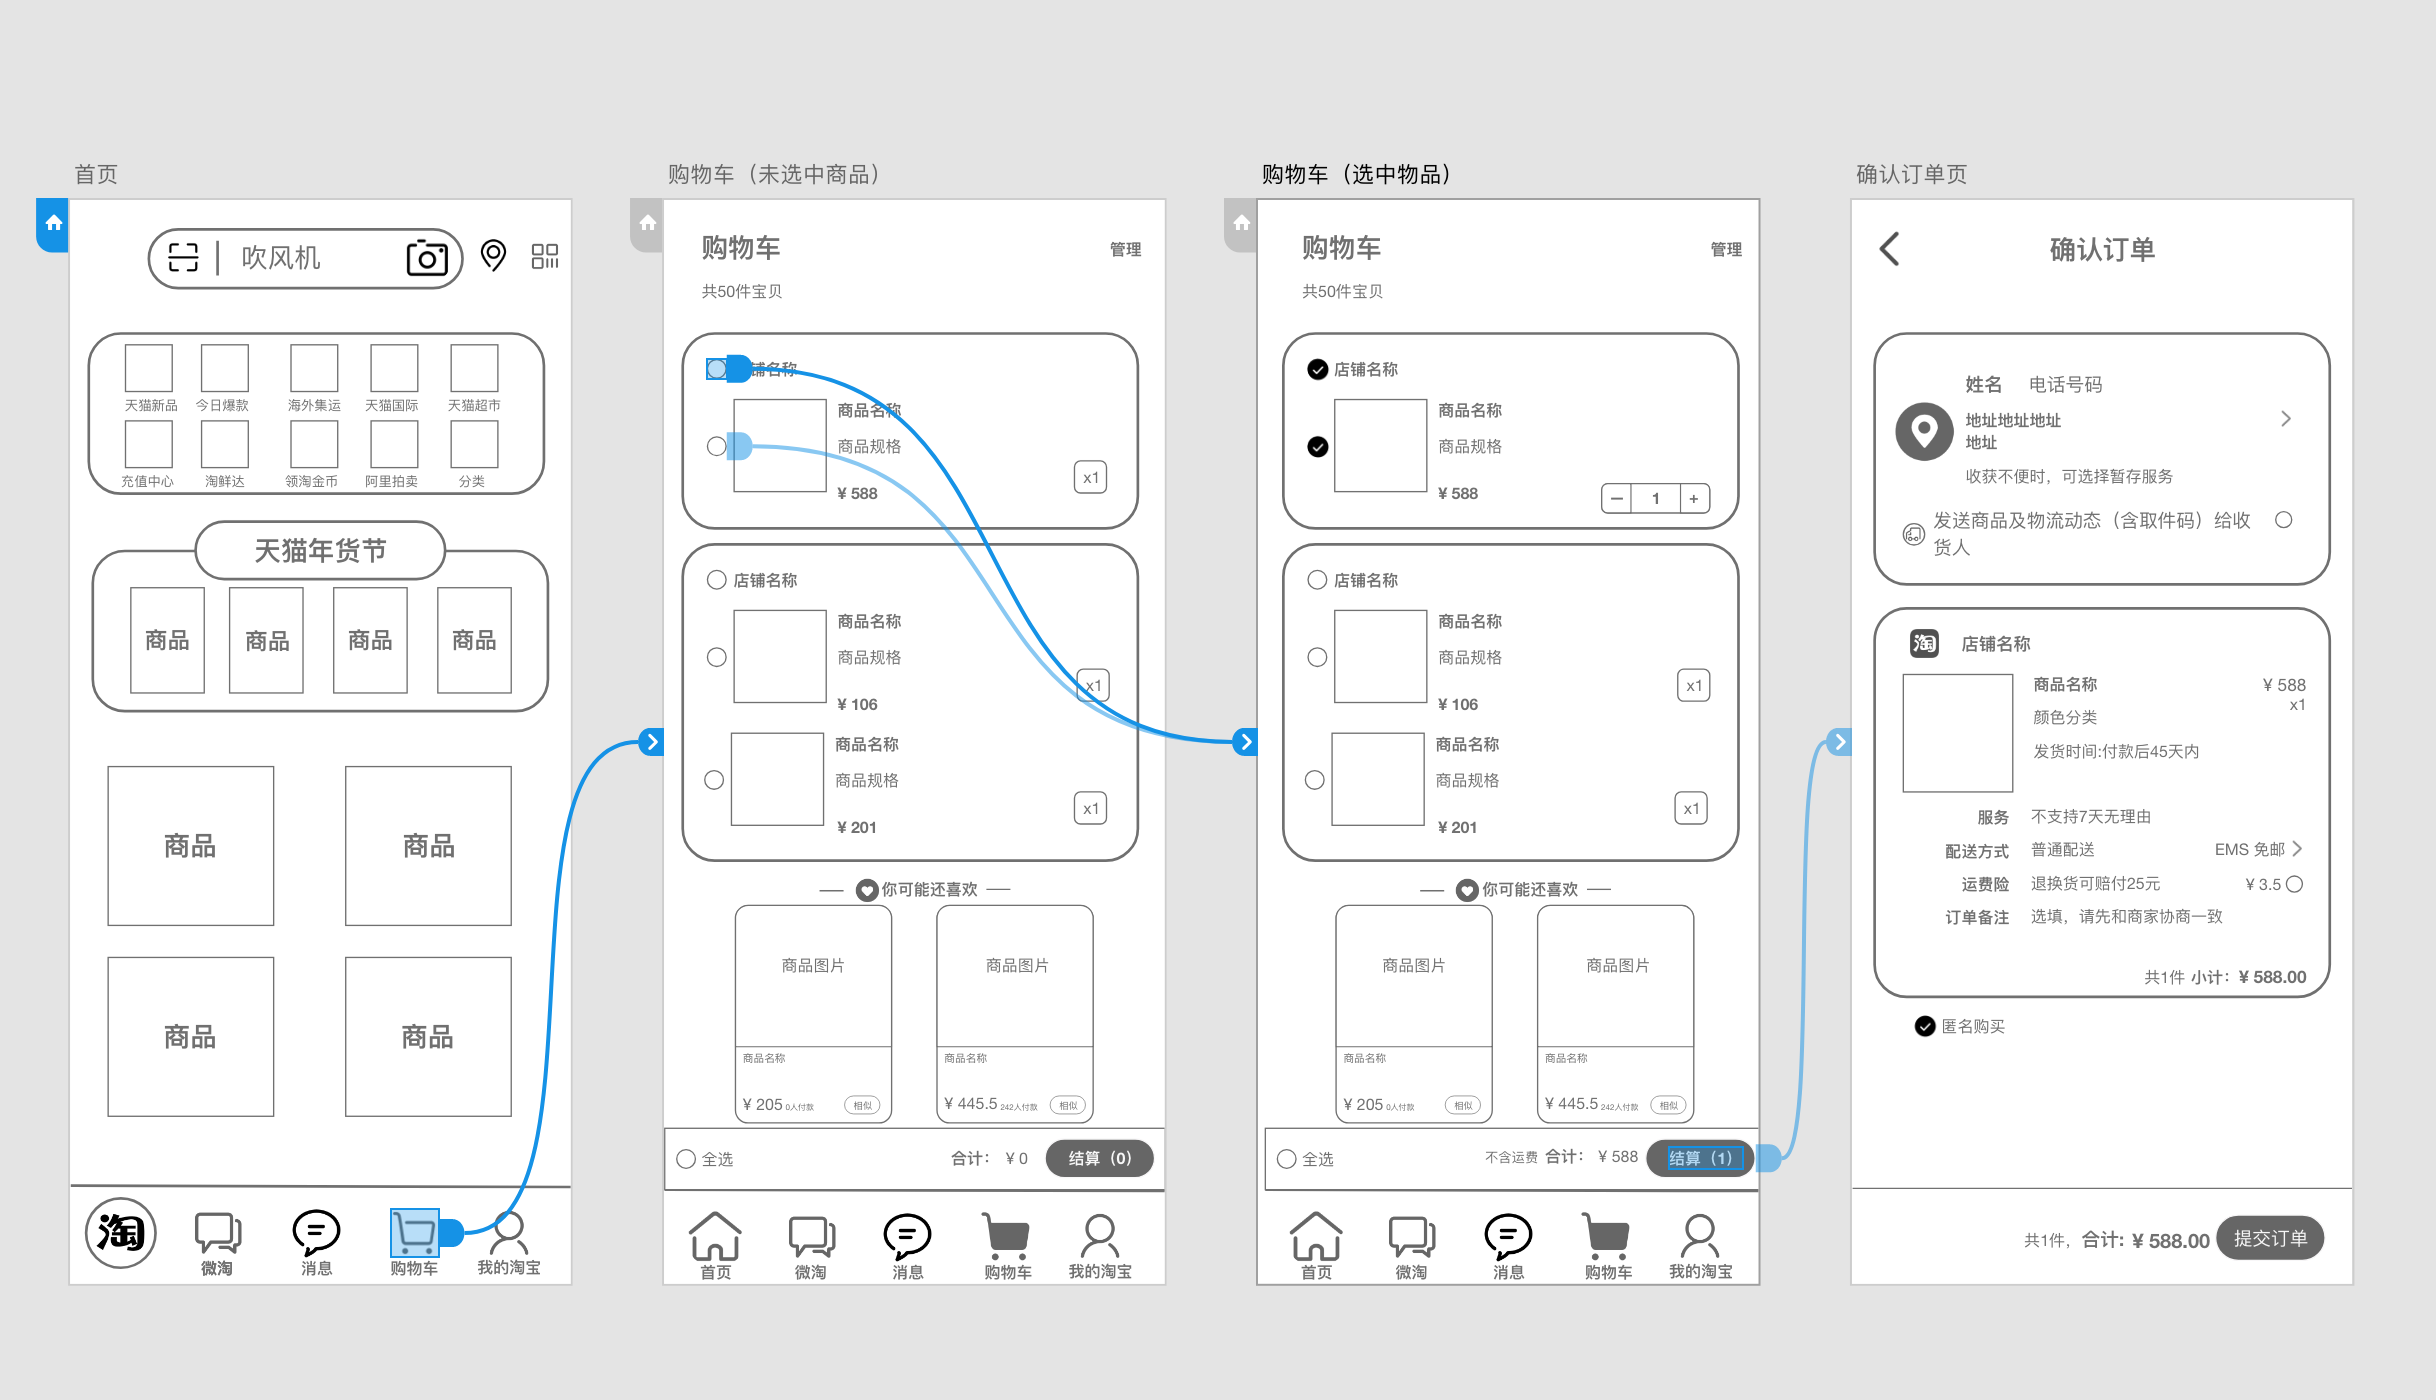 首页
吹风机
天猫新品 今日爆款 海外集运 天猫国际 天猫超市
充值中心 淘鲜达 领淘金币 阿里拍卖 分类
天猫年货节
商品 商品 商品 商品
商品 商品
商品 商品
淘
微淘 消息 购物车 我的淘宝
购物车（未选中商品）
购物车 管理
共50件宝贝
铺名称
商品名称
商品规格
x1
¥ 588
店铺名称
商品名称
商品规格
x1
¥ 106
商品名称
商品规格
x1
¥ 201
你可能还喜欢
商品图片 商品图片
商品名称 商品名称
¥ 205 0人付款 相似 ¥ 445.5 242人付款 相似
全选 合计： ¥ 0 结算（0）
首页 微淘 消息 购物车 我的淘宝
购物车（选中物品）
购物车 管理
共50件宝贝
店铺名称
商品名称
商品规格
¥ 588 1 +
店铺名称
商品名称
商品规格
x1
¥ 106
商品名称
商品规格
x1
¥ 201
你可能还喜欢
商品图片 商品图片
商品名称 商品名称
¥ 205 0人付款 相似 ¥ 445.5 242人付款 相似
全选 不含运费 合计： ¥ 588 结算（1）
首页 微淘 消息 购物车 我的淘宝
确认订单页
确认订单
姓名 电话号码
地址地址地址
地址
收获不便时，可选择暂存服务
发送商品及物流动态（含取件码）给收
货人
淘 店铺名称
商品名称 ¥ 588
x1
颜色分类
发货时间:付款后45天内
服务 不支持7天无理由
配送方式 普通配送 EMS 免邮
运费险 退换货可赔付25元 ¥ 3.5
订单备注 选填，请先和商家协商一致
共1件 小计：¥ 588.00
匿名购买
共1件，合计: ¥ 588.00 提交订单